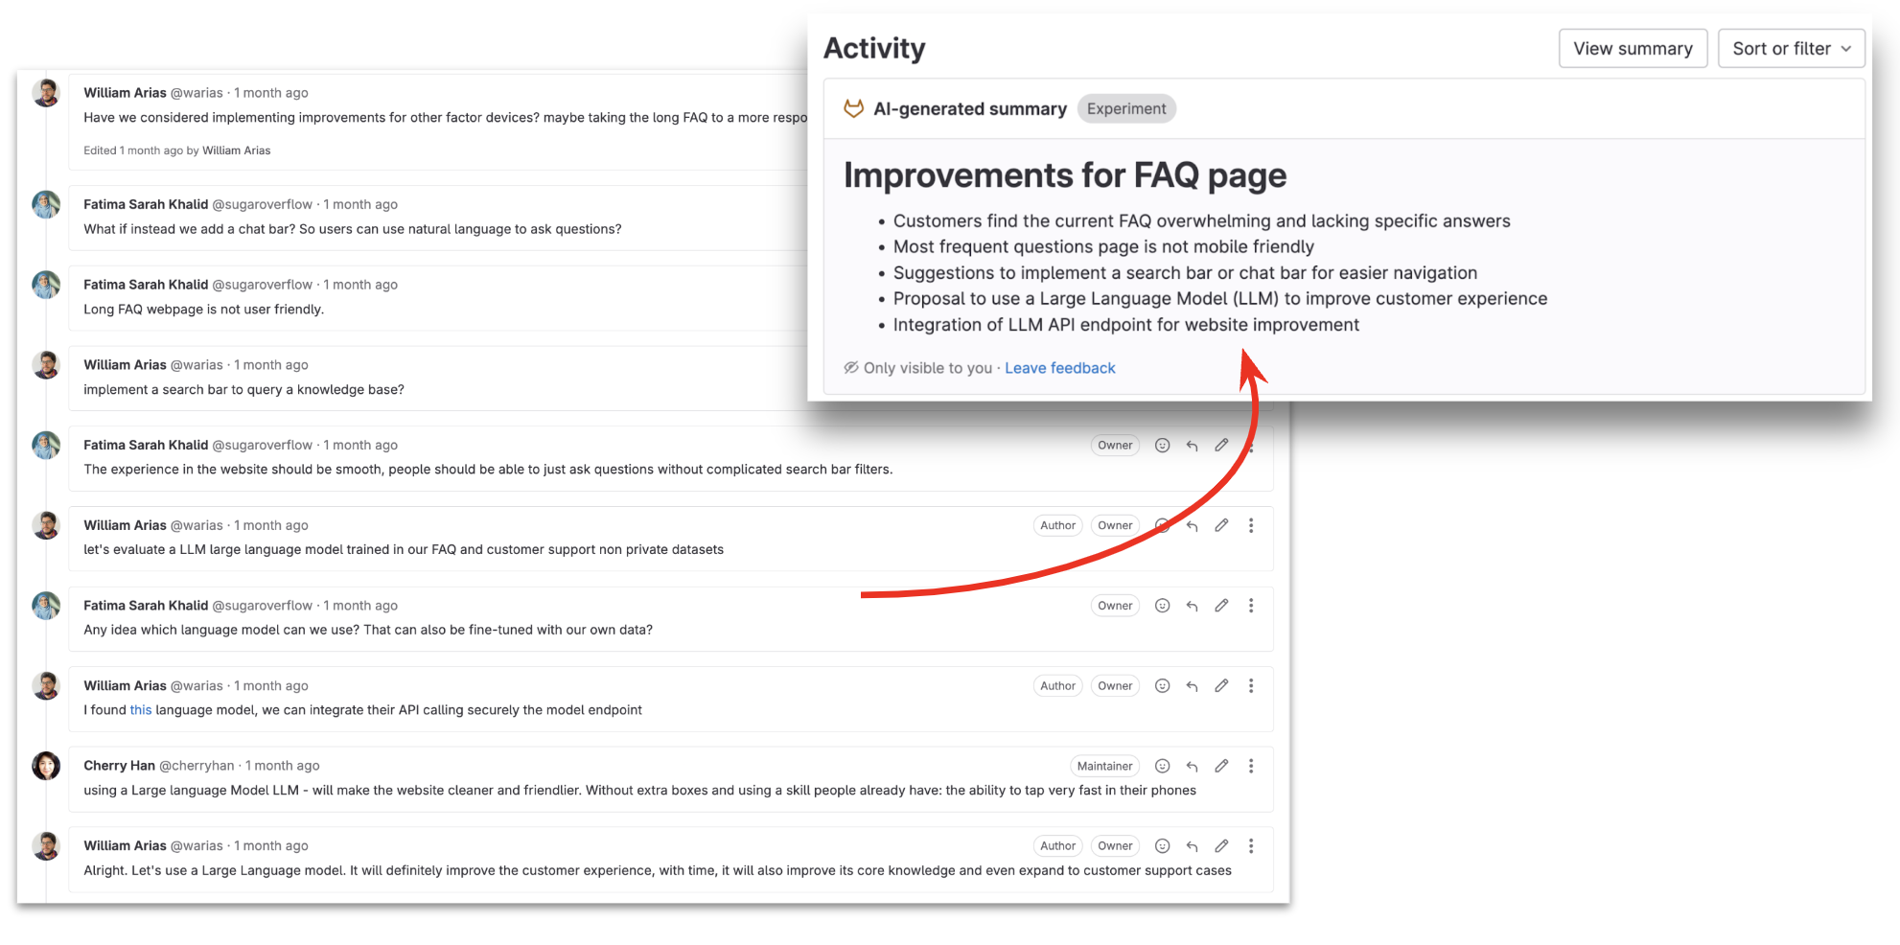 William Arias @warias · 1 month ago
Have we considered implementing improvements for other factor devices? maybe taking the long FAQ to a more respo
Edited 1 month ago by William Arias
Fatima Sarah Khalid @sugaroverflow · 1 month ago
What if instead we add a chat bar? So users can use natural language to ask questions?
Fatima Sarah Khalid @sugaroverflow · 1 month ago
Long FAQ webpage is not user friendly.
William Arias @warias · 1 month ago
implement a search bar to query a knowledge base?
Fatima Sarah Khalid @sugaroverflow · 1 month ago Owner
The experience in the website should be smooth, people should be able to just ask questions without complicated search bar filters.
William Arias @warias · 1 month ago Author Owner
let's evaluate a LLM large language model trained in our FAQ and customer support non private datasets
Fatima Sarah Khalid @sugaroverflow · 1 month ago Owner
Any idea which language model can we use? That can also be fine-tuned with our own data?
William Arias @warias · 1 month ago Author Owner
I found this language model, we can integrate their API calling securely the model endpoint
Cherry Han @cherryhan · 1 month ago Maintainer
using a Large language Model LLM - will make the website cleaner and friendlier. Without extra boxes and using a skill people already have: the ability to tap very fast in their phones
William Arias @warias · 1 month ago Author Owner
Alright. Let's use a Large Language model. It will definitely improve the customer experience, with time, it will also improve its core knowledge and even expand to customer support cases
Activity View summary Sort or filter
AI-generated summary Experiment
Improvements for FAQ page
• Customers find the current FAQ overwhelming and lacking specific answers
• Most frequent questions page is not mobile friendly
• Suggestions to implement a search bar or chat bar for easier navigation
• Proposal to use a Large Language Model (LLM) to improve customer experience
• Integration of LLM API endpoint for website improvement
Only visible to you · Leave feedback